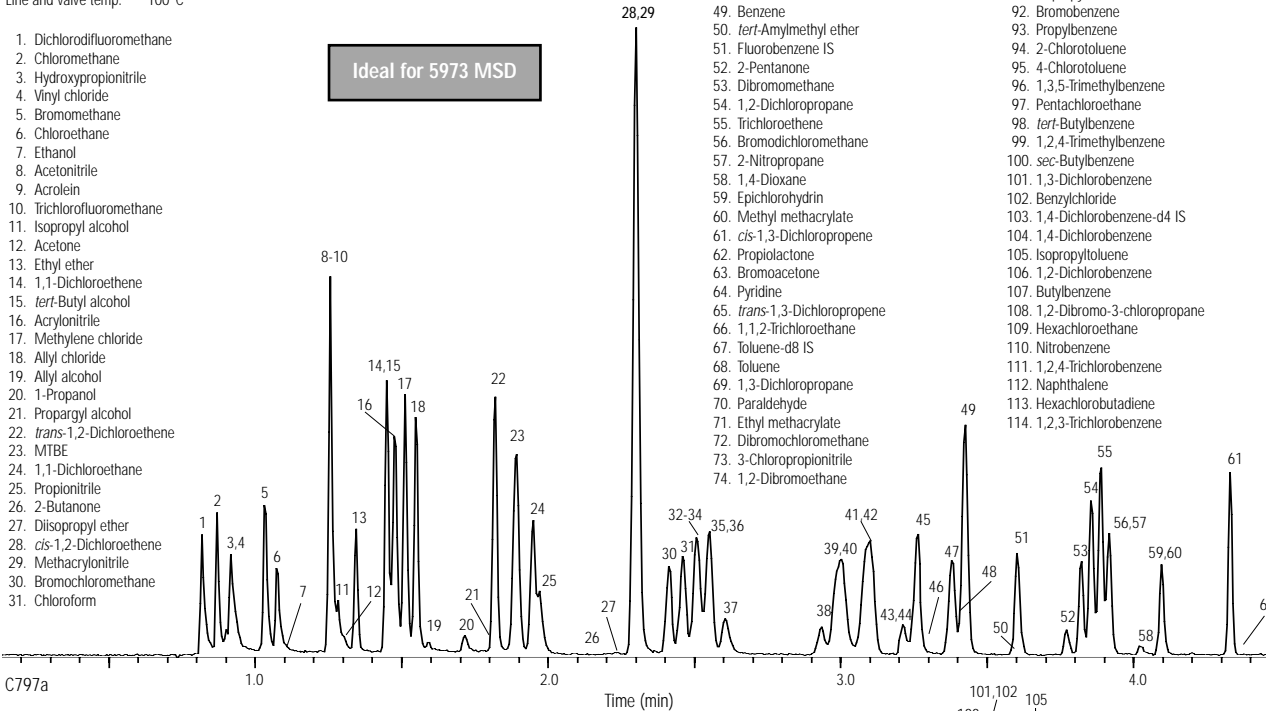 Line and valve temp. 100°C
1. Dichlorodifluoromethane
2. Chloromethane
3. Hydroxypropionitrile
4. Vinyl chloride
5. Bromomethane
6. Chloroethane
7. Ethanol
8. Acetonitrile
9. Acrolein
10. Trichlorofluoromethane
11. Isopropyl alcohol
12. Acetone
13. Ethyl ether
14. 1,1-Dichloroethene
15. tert-Butyl alcohol
16. Acrylonitrile
17. Methylene chloride
18. Allyl chloride
19. Allyl alcohol
20. 1-Propanol
21. Propargyl alcohol
22. trans-1,2-Dichloroethene
23. MTBE
24. 1,1-Dichloroethane
25. Propionitrile
26. 2-Butanone
27. Diisopropyl ether
28. cis-1,2-Dichloroethene
29. Methacrylonitrile
30. Bromochloromethane
31. Chloroform
Ideal for 5973 MSD
49. Benzene
50. tert-Amylmethyl ether
51. Fluorobenzene IS
52. 2-Pentanone
53. Dibromomethane
54. 1,2-Dichloropropane
55. Trichloroethene
56. Bromodichloromethane
57. 2-Nitropropane
58. 1,4-Dioxane
59. Epichlorohydrin
60. Methyl methacrylate
61. cis-1,3-Dichloropropene
62. Propiolactone
63. Bromoacetone
64. Pyridine
65. trans-1,3-Dichloropropene
66. 1,1,2-Trichloroethane
67. Toluene-d8 IS
68. Toluene
69. 1,3-Dichloropropane
70. Paraldehyde
71. Ethyl methacrylate
72. Dibromochloromethane
73. 3-Chloropropionitrile
74. 1,2-Dibromoethane
92. Bromobenzene
93. Propylbenzene
94. 2-Chlorotoluene
95. 4-Chlorotoluene
96. 1,3,5-Trimethylbenzene
97. Pentachloroethane
98. tert-Butylbenzene
99. 1,2,4-Trimethylbenzene
100. sec-Butylbenzene
101. 1,3-Dichlorobenzene
102. Benzylchloride
103. 1,4-Dichlorobenzene-d4 IS
104. 1,4-Dichlorobenzene
105. Isopropyltoluene
106. 1,2-Dichlorobenzene
107. Butylbenzene
108. 1,2-Dibromo-3-chloropropane
109. Hexachloroethane
110. Nitrobenzene
111. 1,2,4-Trichlorobenzene
112. Naphthalene
113. Hexachlorobutadiene
114. 1,2,3-Trichlorobenzene
1
2
3,4
5
6
7
8-10
11
12
13
14,15
16
17
18
19
20
21
22
23
24
25
26
27
28,29
30
31
32-34
35,36
37
38
39,40
41,42
43,44
45
46
47
48
49
50
51
52
53
54
55
56,57
58
59,60
61
1.0
2.0
3.0
4.0
C797a
Time (min)
101,102
105